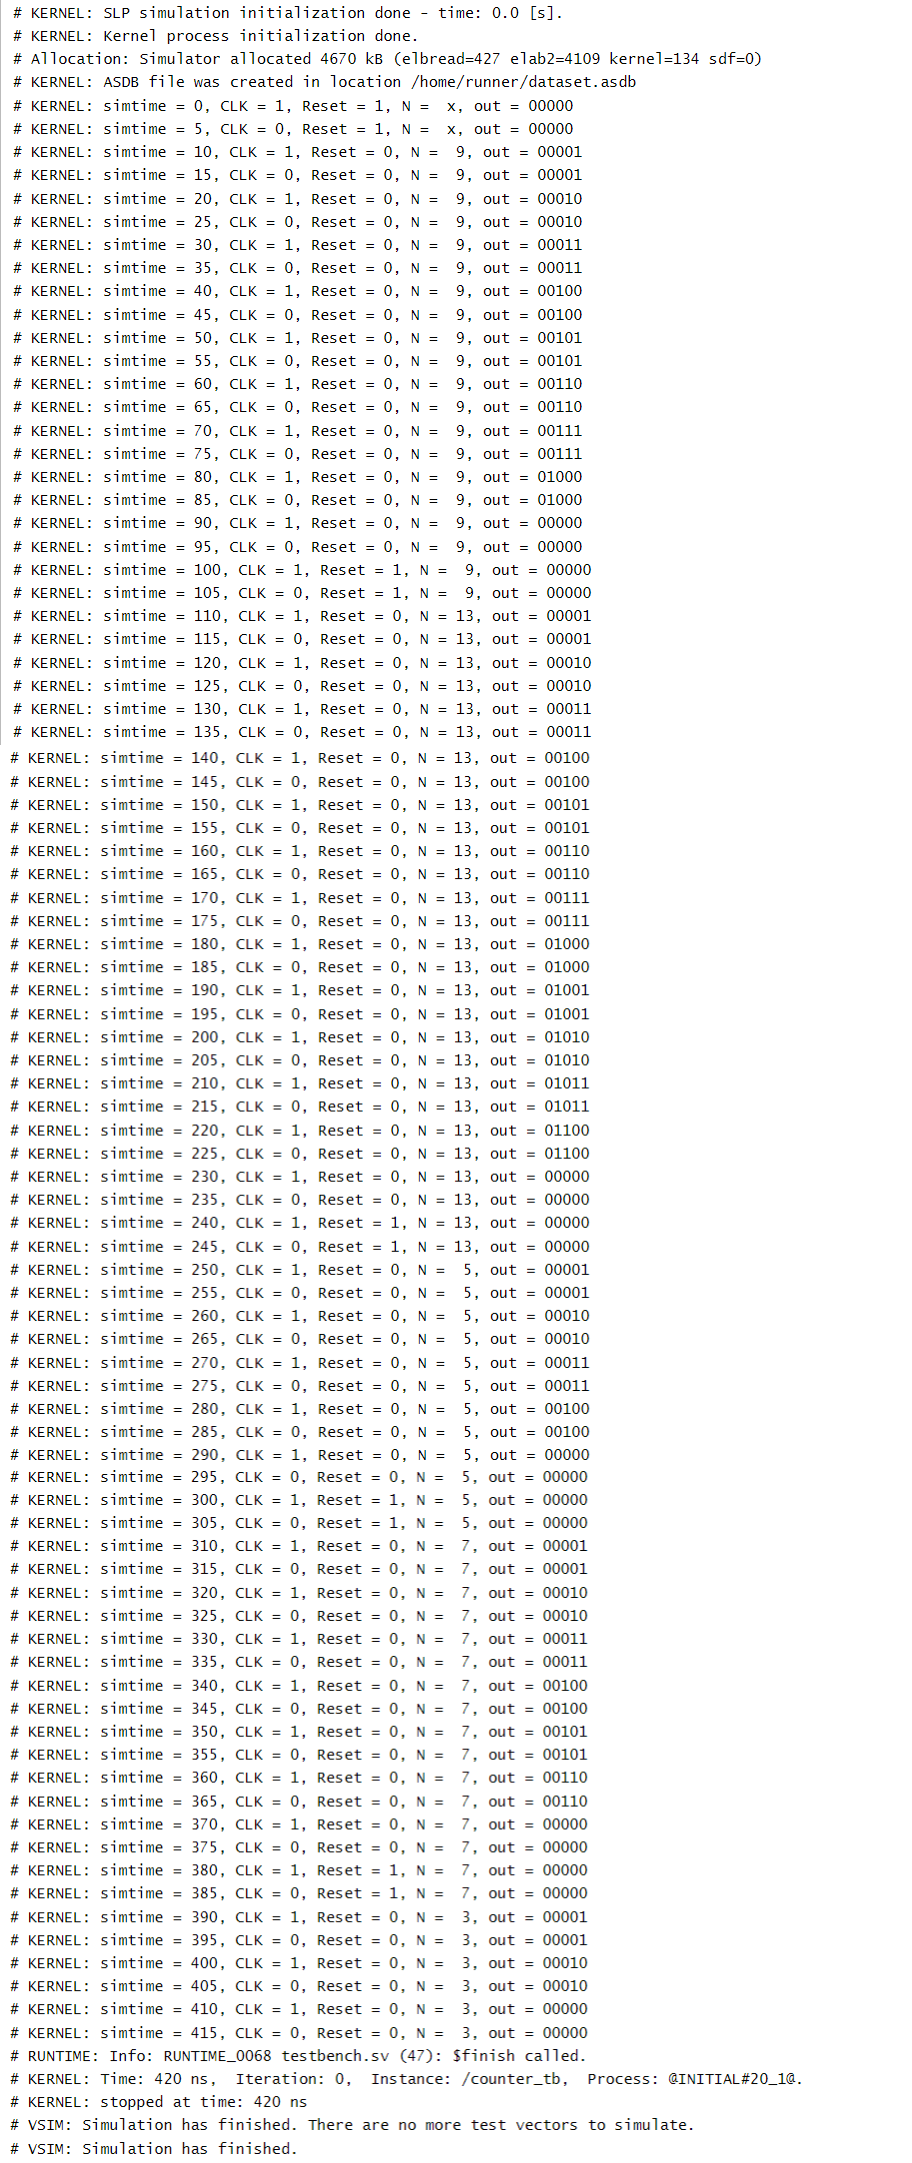 # KERNEL: SLP simulation initialization done - time: 0.0 [s].
# KERNEL: Kernel process initialization done.
# Allocation: Simulator allocated 4670 kB (elbread=427 elab2=4109 kernel=134 sdf=0)
# KERNEL: ASDB file was created in location /home/runner/dataset.asdb
# KERNEL: simtime = 0, CLK = 1, Reset = 1, N =  x, out = 00000
# KERNEL: simtime = 5, CLK = 0, Reset = 1, N =  x, out = 00000
# KERNEL: simtime = 10, CLK = 1, Reset = 0, N =  9, out = 00001
# KERNEL: simtime = 15, CLK = 0, Reset = 0, N =  9, out = 00001
# KERNEL: simtime = 20, CLK = 1, Reset = 0, N =  9, out = 00010
# KERNEL: simtime = 25, CLK = 0, Reset = 0, N =  9, out = 00010
# KERNEL: simtime = 30, CLK = 1, Reset = 0, N =  9, out = 00011
# KERNEL: simtime = 35, CLK = 0, Reset = 0, N =  9, out = 00011
# KERNEL: simtime = 40, CLK = 1, Reset = 0, N =  9, out = 00100
# KERNEL: simtime = 45, CLK = 0, Reset = 0, N =  9, out = 00100
# KERNEL: simtime = 50, CLK = 1, Reset = 0, N =  9, out = 00101
# KERNEL: simtime = 55, CLK = 0, Reset = 0, N =  9, out = 00101
# KERNEL: simtime = 60, CLK = 1, Reset = 0, N =  9, out = 00110
# KERNEL: simtime = 65, CLK = 0, Reset = 0, N =  9, out = 00110
# KERNEL: simtime = 70, CLK = 1, Reset = 0, N =  9, out = 00111
# KERNEL: simtime = 75, CLK = 0, Reset = 0, N =  9, out = 00111
# KERNEL: simtime = 80, CLK = 1, Reset = 0, N =  9, out = 01000
# KERNEL: simtime = 85, CLK = 0, Reset = 0, N =  9, out = 01000
# KERNEL: simtime = 90, CLK = 1, Reset = 0, N =  9, out = 00000
# KERNEL: simtime = 95, CLK = 0, Reset = 0, N =  9, out = 00000
# KERNEL: simtime = 100, CLK = 1, Reset = 1, N =  9, out = 00000
# KERNEL: simtime = 105, CLK = 0, Reset = 1, N =  9, out = 00000
# KERNEL: simtime = 110, CLK = 1, Reset = 0, N = 13, out = 00001
# KERNEL: simtime = 115, CLK = 0, Reset = 0, N = 13, out = 00001
# KERNEL: simtime = 120, CLK = 1, Reset = 0, N = 13, out = 00010
# KERNEL: simtime = 125, CLK = 0, Reset = 0, N = 13, out = 00010
# KERNEL: simtime = 130, CLK = 1, Reset = 0, N = 13, out = 00011
# KERNEL: simtime = 135, CLK = 0, Reset = 0, N = 13, out = 00011
# KERNEL: simtime = 140, CLK = 1, Reset = 0, N = 13, out = 00100
# KERNEL: simtime = 145, CLK = 0, Reset = 0, N = 13, out = 00100
# KERNEL: simtime = 150, CLK = 1, Reset = 0, N = 13, out = 00101
# KERNEL: simtime = 155, CLK = 0, Reset = 0, N = 13, out = 00101
# KERNEL: simtime = 160, CLK = 1, Reset = 0, N = 13, out = 00110
# KERNEL: simtime = 165, CLK = 0, Reset = 0, N = 13, out = 00110
# KERNEL: simtime = 170, CLK = 1, Reset = 0, N = 13, out = 00111
# KERNEL: simtime = 175, CLK = 0, Reset = 0, N = 13, out = 00111
# KERNEL: simtime = 180, CLK = 1, Reset = 0, N = 13, out = 01000
# KERNEL: simtime = 185, CLK = 0, Reset = 0, N = 13, out = 01000
# KERNEL: simtime = 190, CLK = 1, Reset = 0, N = 13, out = 01001
# KERNEL: simtime = 195, CLK = 0, Reset = 0, N = 13, out = 01001
# KERNEL: simtime = 200, CLK = 1, Reset = 0, N = 13, out = 01010
# KERNEL: simtime = 205, CLK = 0, Reset = 0, N = 13, out = 01010
# KERNEL: simtime = 210, CLK = 1, Reset = 0, N = 13, out = 01011
# KERNEL: simtime = 215, CLK = 0, Reset = 0, N = 13, out = 01011
# KERNEL: simtime = 220, CLK = 1, Reset = 0, N = 13, out = 01100
# KERNEL: simtime = 225, CLK = 0, Reset = 0, N = 13, out = 01100
# KERNEL: simtime = 230, CLK = 1, Reset = 0, N = 13, out = 00000
# KERNEL: simtime = 235, CLK = 0, Reset = 0, N = 13, out = 00000
# KERNEL: simtime = 240, CLK = 1, Reset = 1, N = 13, out = 00000
# KERNEL: simtime = 245, CLK = 0, Reset = 1, N = 13, out = 00000
# KERNEL: simtime = 250, CLK = 1, Reset = 0, N =  5, out = 00001
# KERNEL: simtime = 255, CLK = 0, Reset = 0, N =  5, out = 00001
# KERNEL: simtime = 260, CLK = 1, Reset = 0, N =  5, out = 00010
# KERNEL: simtime = 265, CLK = 0, Reset = 0, N =  5, out = 00010
# KERNEL: simtime = 270, CLK = 1, Reset = 0, N =  5, out = 00011
# KERNEL: simtime = 275, CLK = 0, Reset = 0, N =  5, out = 00011
# KERNEL: simtime = 280, CLK = 1, Reset = 0, N =  5, out = 00100
# KERNEL: simtime = 285, CLK = 0, Reset = 0, N =  5, out = 00100
# KERNEL: simtime = 290, CLK = 1, Reset = 0, N =  5, out = 00000
# KERNEL: simtime = 295, CLK = 0, Reset = 0, N =  5, out = 00000
# KERNEL: simtime = 300, CLK = 1, Reset = 1, N =  5, out = 00000
# KERNEL: simtime = 305, CLK = 0, Reset = 1, N =  5, out = 00000
# KERNEL: simtime = 310, CLK = 1, Reset = 0, N =  7, out = 00001
# KERNEL: simtime = 315, CLK = 0, Reset = 0, N =  7, out = 00001
# KERNEL: simtime = 320, CLK = 1, Reset = 0, N =  7, out = 00010
# KERNEL: simtime = 325, CLK = 0, Reset = 0, N =  7, out = 00010
# KERNEL: simtime = 330, CLK = 1, Reset = 0, N =  7, out = 00011
# KERNEL: simtime = 335, CLK = 0, Reset = 0, N =  7, out = 00011
# KERNEL: simtime = 340, CLK = 1, Reset = 0, N =  7, out = 00100
# KERNEL: simtime = 345, CLK = 0, Reset = 0, N =  7, out = 00100
# KERNEL: simtime = 350, CLK = 1, Reset = 0, N =  7, out = 00101
# KERNEL: simtime = 355, CLK = 0, Reset = 0, N =  7, out = 00101
# KERNEL: simtime = 360, CLK = 1, Reset = 0, N =  7, out = 00110
# KERNEL: simtime = 365, CLK = 0, Reset = 0, N =  7, out = 00110
# KERNEL: simtime = 370, CLK = 1, Reset = 0, N =  7, out = 00000
# KERNEL: simtime = 375, CLK = 0, Reset = 0, N =  7, out = 00000
# KERNEL: simtime = 380, CLK = 1, Reset = 1, N =  7, out = 00000
# KERNEL: simtime = 385, CLK = 0, Reset = 1, N =  7, out = 00000
# KERNEL: simtime = 390, CLK = 1, Reset = 0, N =  3, out = 00001
# KERNEL: simtime = 395, CLK = 0, Reset = 0, N =  3, out = 00001
# KERNEL: simtime = 400, CLK = 1, Reset = 0, N =  3, out = 00010
# KERNEL: simtime = 405, CLK = 0, Reset = 0, N =  3, out = 00010
# KERNEL: simtime = 410, CLK = 1, Reset = 0, N =  3, out = 00000
# KERNEL: simtime = 415, CLK = 0, Reset = 0, N =  3, out = 00000
# RUNTIME: Info: RUNTIME_0068 testbench.sv (47): $finish called.
# KERNEL: Time: 420 ns,  Iteration: 0,  Instance: /counter_tb,  Process: @INITIAL#20_1@.
# KERNEL: stopped at time: 420 ns
# VSIM: Simulation has finished. There are no more test vectors to simulate.
# VSIM: Simulation has finished.